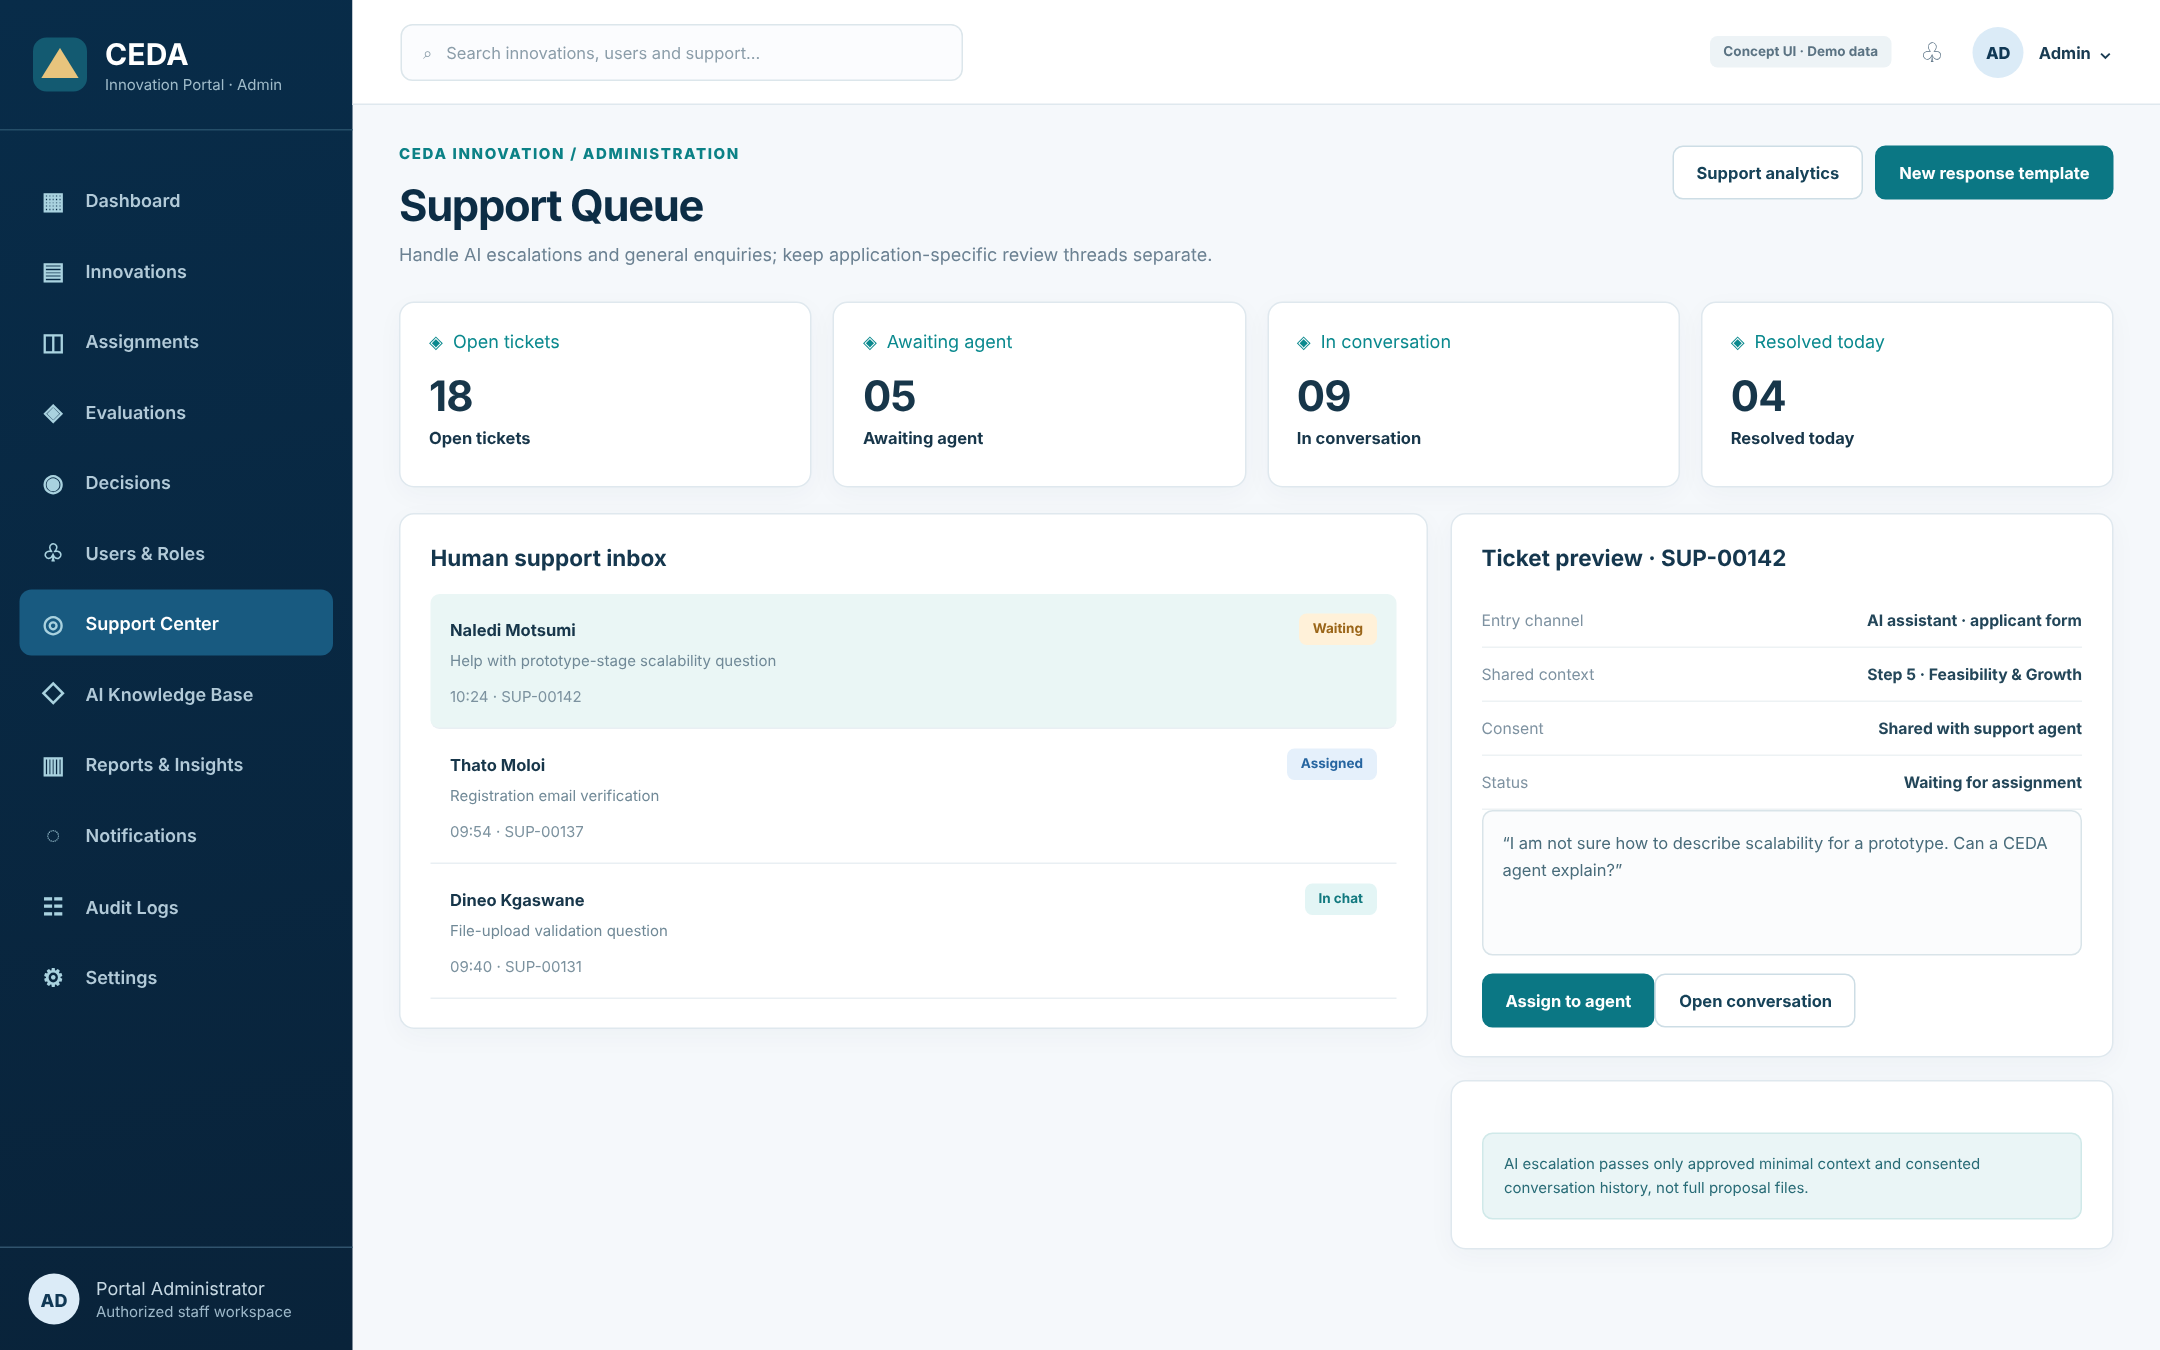 CEDA
Innovation Portal · Admin
Dashboard
Innovations
Assignments
Evaluations
Decisions
Users & Roles
Support Center
AI Knowledge Base
Reports & Insights
Notifications
Audit Logs
Settings
AD
Portal Administrator
Authorized staff workspace
Search innovations, users and support...
Concept UI · Demo data
AD
Admin
CEDA INNOVATION / ADMINISTRATION
Support Queue
Handle AI escalations and general enquiries; keep application-specific review threads separate.
Support analytics
New response template
Open tickets
18
Open tickets
Awaiting agent
05
Awaiting agent
In conversation
09
In conversation
Resolved today
04
Resolved today
Human support inbox
Naledi Motsumi
Waiting
Help with prototype-stage scalability question
10:24 · SUP-00142
Thato Moloi
Assigned
Registration email verification
09:54 · SUP-00137
Dineo Kgaswane
In chat
File-upload validation question
09:40 · SUP-00131
Ticket preview · SUP-00142
Entry channel
AI assistant · applicant form
Shared context
Step 5 · Feasibility & Growth
Consent
Shared with support agent
Status
Waiting for assignment
“I am not sure how to describe scalability for a prototype. Can a CEDA
agent explain?”
Assign to agent
Open conversation
AI escalation passes only approved minimal context and consented
conversation history, not full proposal files.